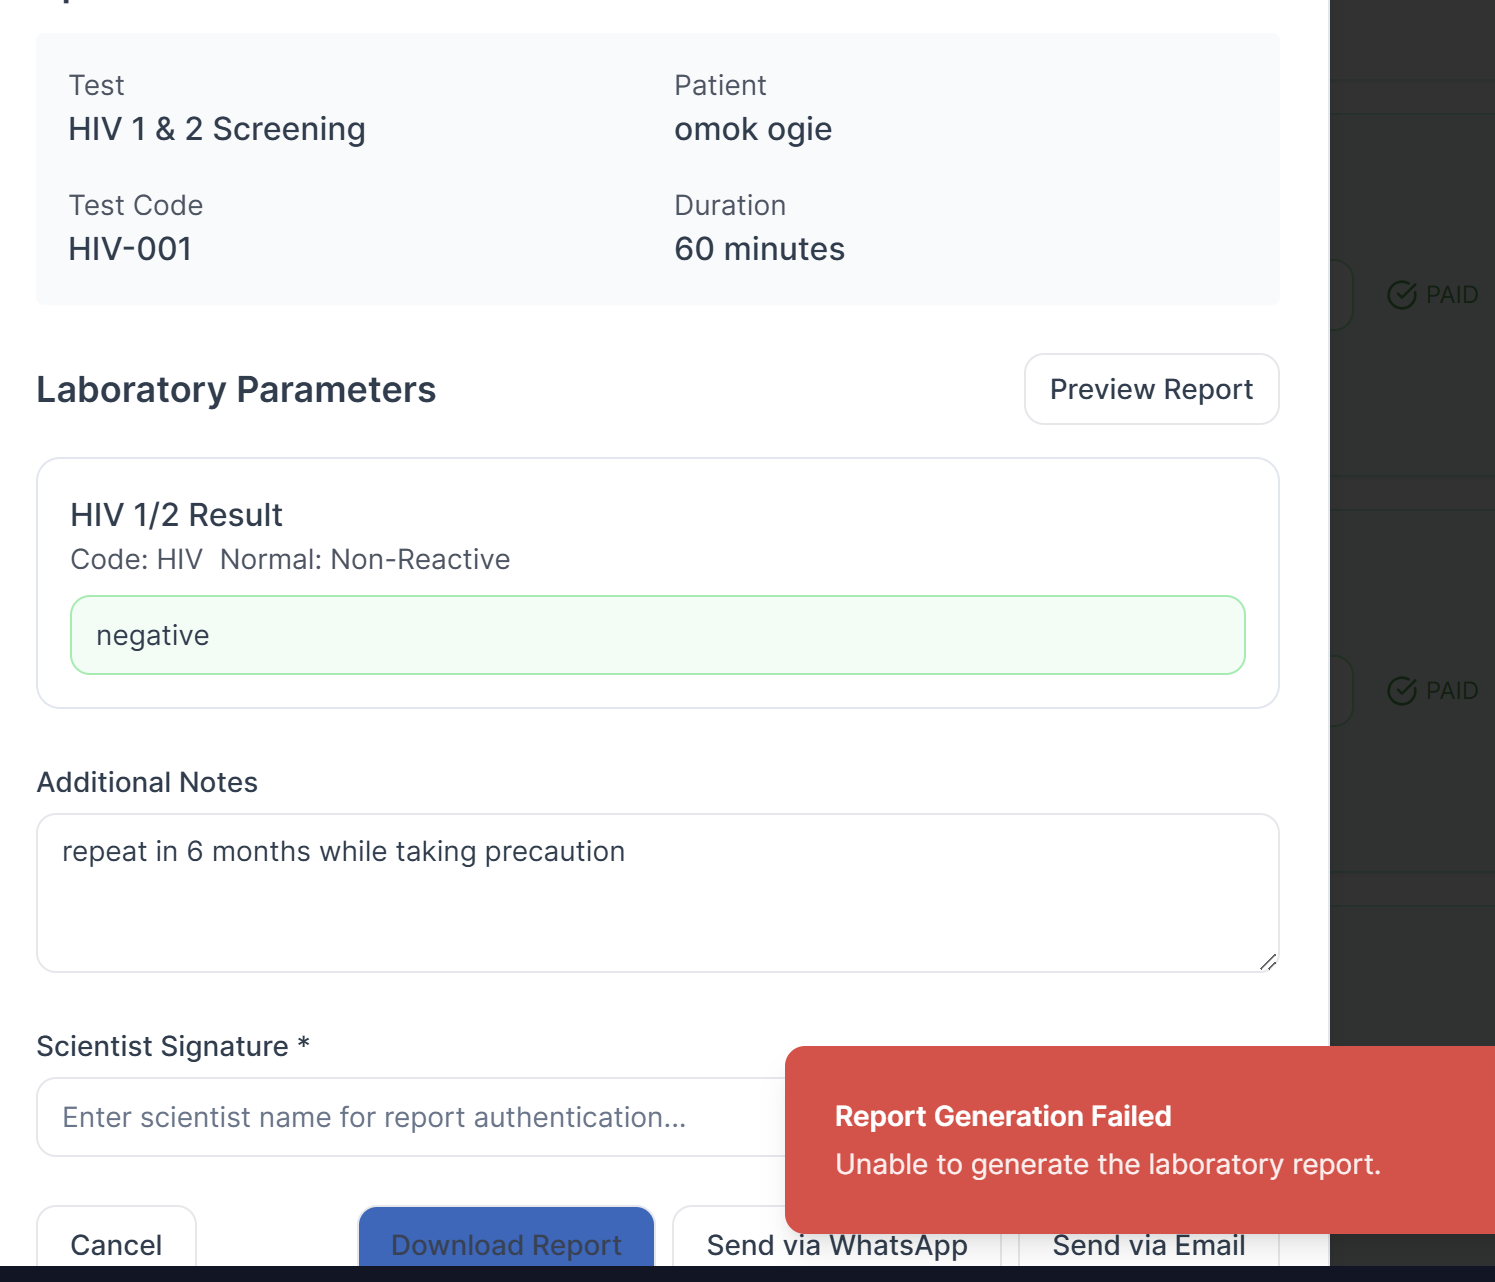 Test
HIV 1 & 2 Screening
Patient
omok ogie
Test Code
HIV-001
Duration
60 minutes
PAID
Laboratory Parameters
Preview Report
HIV 1/2 Result
Code: HIV Normal: Non-Reactive
negative
PAID
Additional Notes
repeat in 6 months while taking precaution
Scientist Signature *
Enter scientist name for report authentication...
Report Generation Failed
Unable to generate the laboratory report.
Cancel
Download Report
Send via WhatsApp
Send via Email